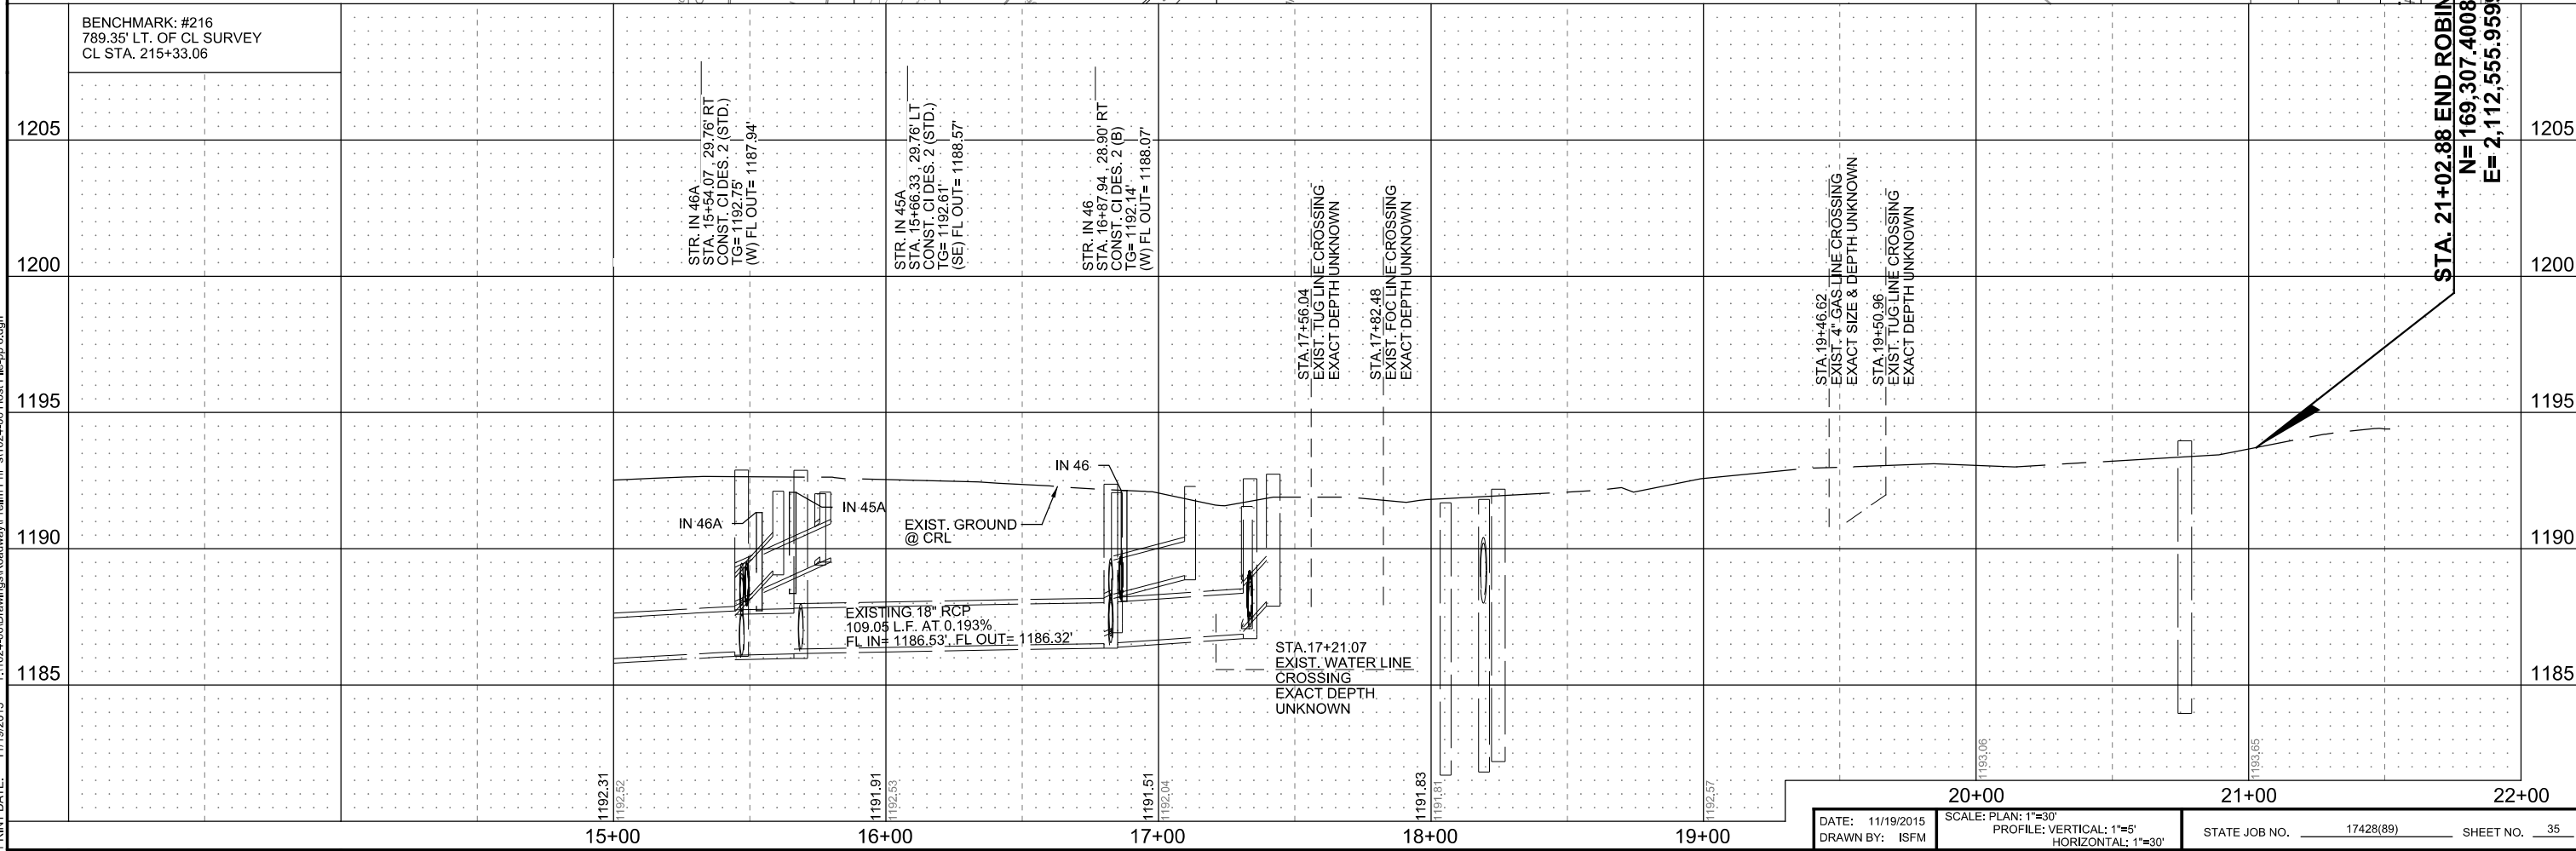 BENCHMARK: #216
789.35' LT. OF CL SURVEY
CL STA. 215+33.06
1205
1200
1195
1190
1185
STR. IN 46A
STA. 15+54.07 , 29.76' RT
CONST. CI DES. 2 (STD.)
TG= 1192.75'
(W) FL OUT= 1187.94'
STR. IN 45A
STA. 15+66.33 , 29.76' LT
CONST. CI DES. 2 (STD.)
TG= 1192.61'
(SE) FL OUT= 1188.57'
STR. IN 46
STA. 16+87.94 , 28.90' RT
CONST. CI DES. 2 (B)
TG= 1192.14'
(W) FL OUT= 1188.07'
STA.17+56.04
EXIST. TUG LINE CROSSING
EXACT DEPTH UNKNOWN
STA.17+82.48
EXIST. FOC LINE CROSSING
EXACT DEPTH UNKNOWN
STA.19+46.62
EXIST. 4" GAS LINE CROSSING
EXACT SIZE & DEPTH UNKNOWN
STA.19+50.96
EXIST. TUG LINE CROSSING
EXACT DEPTH UNKNOWN
STA. 21+02.88 END ROBIN
N= 169,307.4008
E= 2,112,555.959
1205
1200
1195
1190
1185
IN 46A
IN 45A
IN 46
EXIST. GROUND
@ CRL
EXISTING 18" RCP
109.05 L.F. AT 0.193%
FL IN= 1186.53', FL OUT= 1186.32'
STA.17+21.07
EXIST. WATER LINE
CROSSING
EXACT DEPTH
UNKNOWN
1192.31
1192.52
1191.91
1192.53
1191.51
1192.04
1191.83
1191.81
1192.57
1193.06
1193.65
15+00
16+00
17+00
18+00
19+00
20+00
21+00
22+00
PRINT DATE: 11/19/2015
DATE: 11/19/2015
DRAWN BY: ISFM
SCALE: PLAN: 1"=30'
PROFILE: VERTICAL: 1"=5'
HORIZONTAL: 1"=30'
STATE JOB NO. 17428(89)
SHEET NO. 35